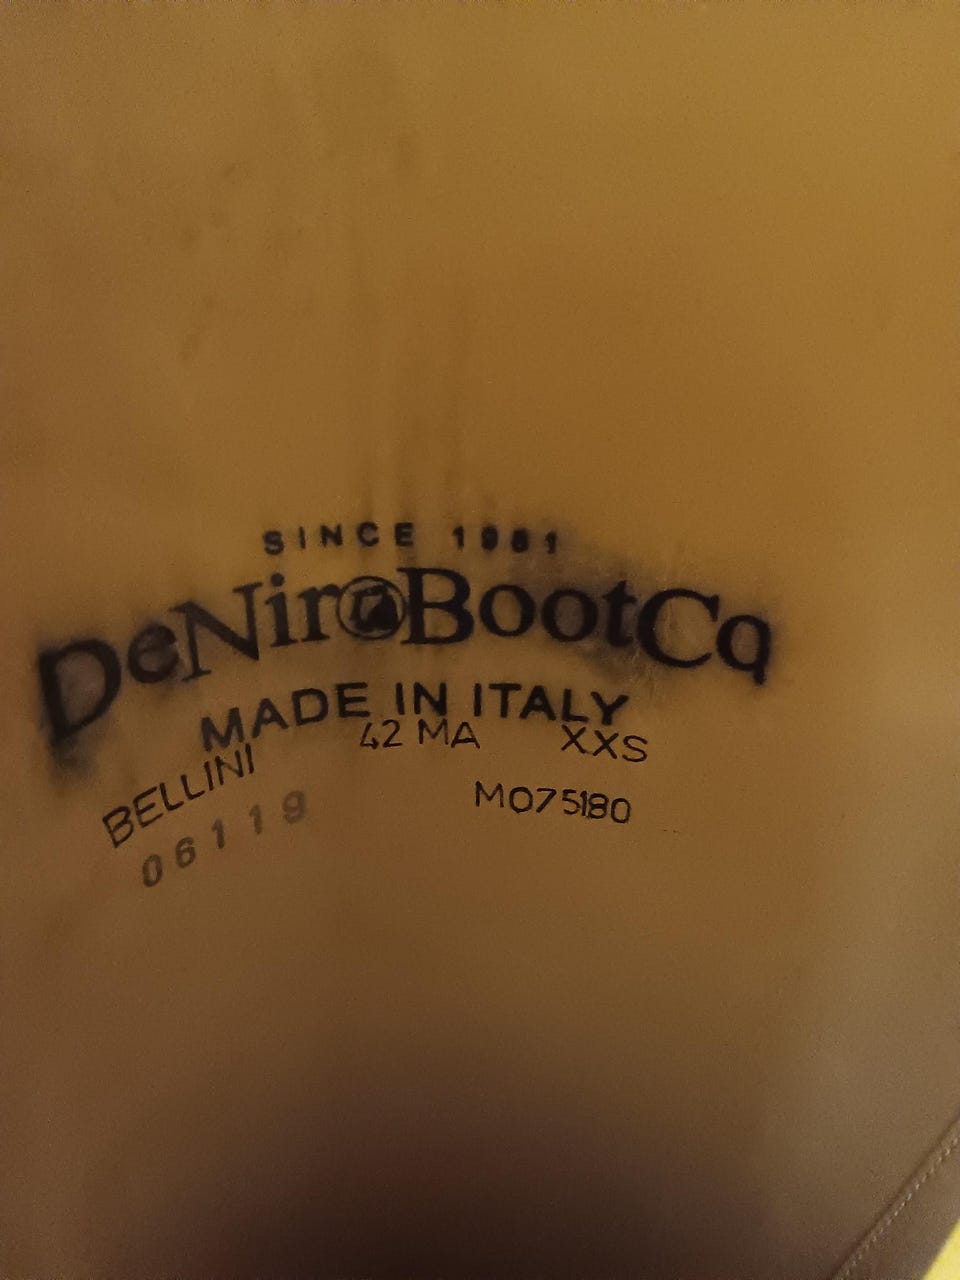 SINCE 1981
DeNiroBootCo
MADE IN ITALY
42 MA XXS
BELLINI
M075180
06119